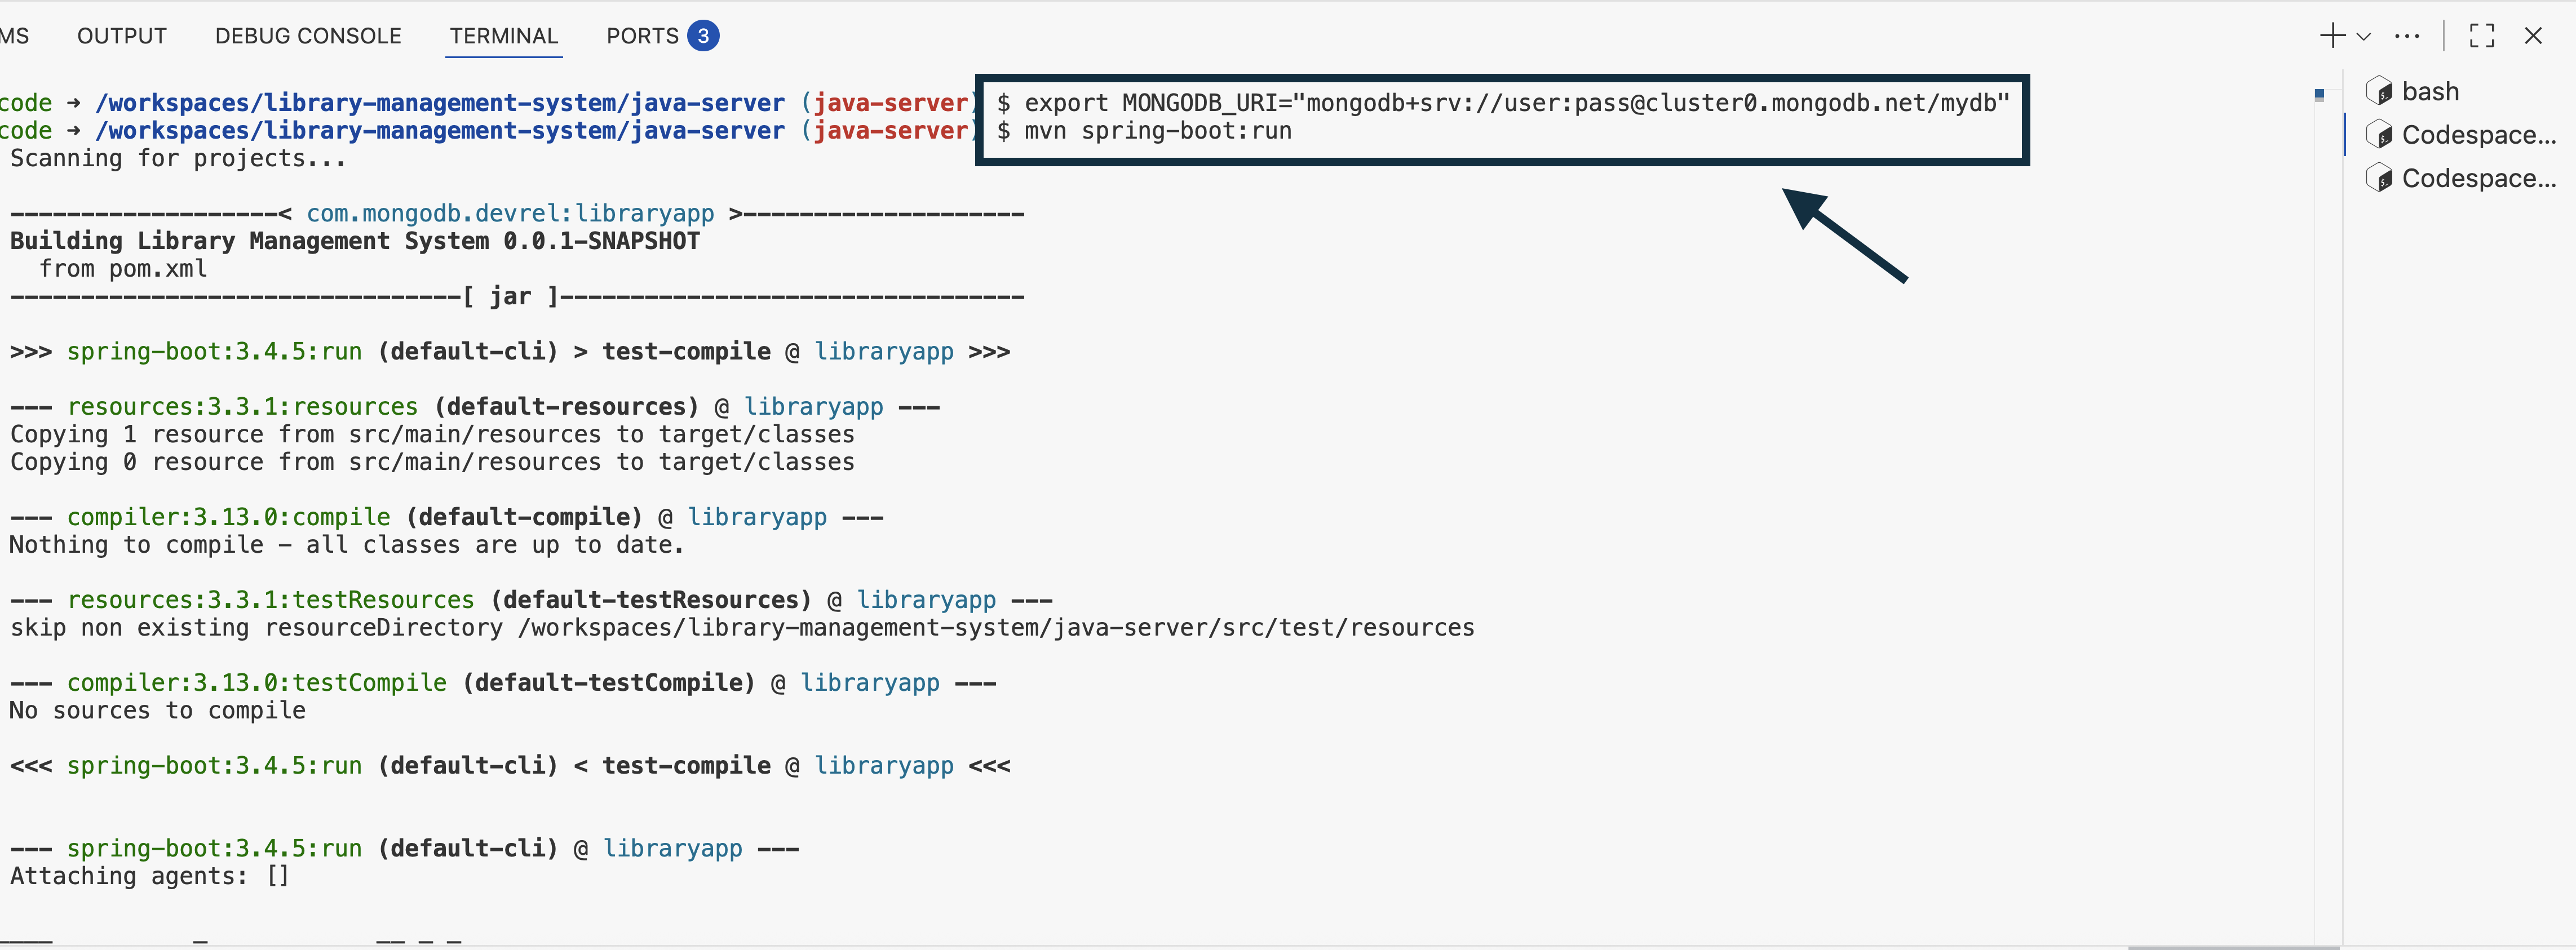 MS OUTPUT DEBUG CONSOLE TERMINAL PORTS 3
code ➜ /workspaces/library-management-system/java-server (java-server) $ export MONGODB_URI="mongodb+srv://user:pass@cluster0.mongodb.net/mydb"
code ➜ /workspaces/library-management-system/java-server (java-server) $ mvn spring-boot:run
Scanning for projects...
-------------------< com.mongodb.devrel:libraryapp >--------------------
Building Library Management System 0.0.1-SNAPSHOT
from pom.xml
--------------------------------[ jar ]---------------------------------
>>> spring-boot:3.4.5:run (default-cli) > test-compile @ libraryapp >>>
--- resources:3.3.1:resources (default-resources) @ libraryapp ---
Copying 1 resource from src/main/resources to target/classes
Copying 0 resource from src/main/resources to target/classes
--- compiler:3.13.0:compile (default-compile) @ libraryapp ---
Nothing to compile - all classes are up to date.
--- resources:3.3.1:testResources (default-testResources) @ libraryapp ---
skip non existing resourceDirectory /workspaces/library-management-system/java-server/src/test/resources
--- compiler:3.13.0:testCompile (default-testCompile) @ libraryapp ---
No sources to compile
<<< spring-boot:3.4.5:run (default-cli) < test-compile @ libraryapp <<<
--- spring-boot:3.4.5:run (default-cli) @ libraryapp ---
Attaching agents: []
bash
Codespace...
Codespace...